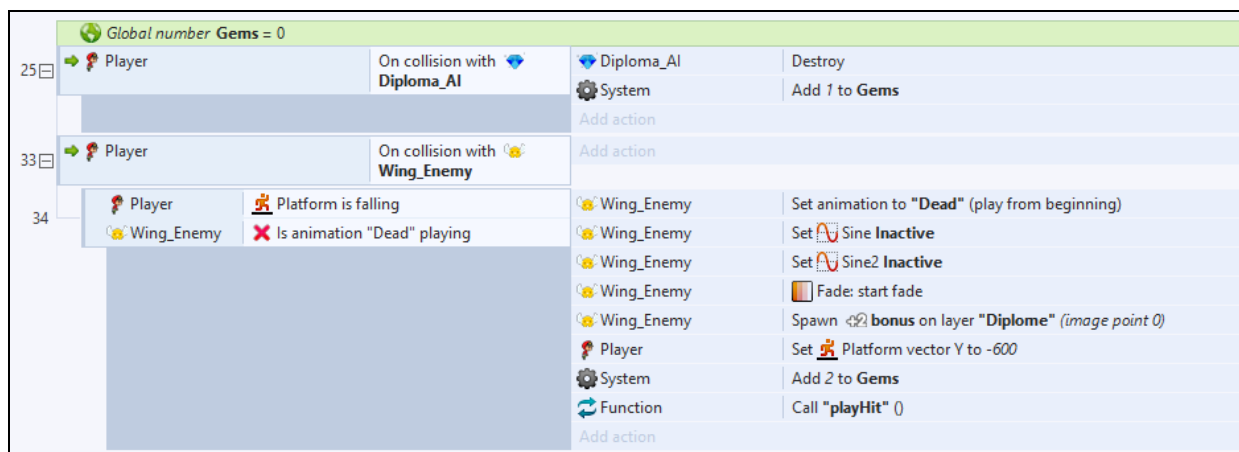 Global number Gems = 0
25 Player On collision with Diploma_AI Diploma_AI Destroy
System Add 1 to Gems
Add action
33 Player On collision with Wing_Enemy Add action
34 Player Platform is falling Wing_Enemy Set animation to "Dead" (play from beginning)
Wing_Enemy Is animation "Dead" playing Wing_Enemy Set Sine Inactive
Wing_Enemy Set Sine2 Inactive
Wing_Enemy Fade: start fade
Wing_Enemy Spawn +2 bonus on layer "Diplome" (image point 0)
Player Set Platform vector Y to -600
System Add 2 to Gems
Function Call "playHit" ()
Add action